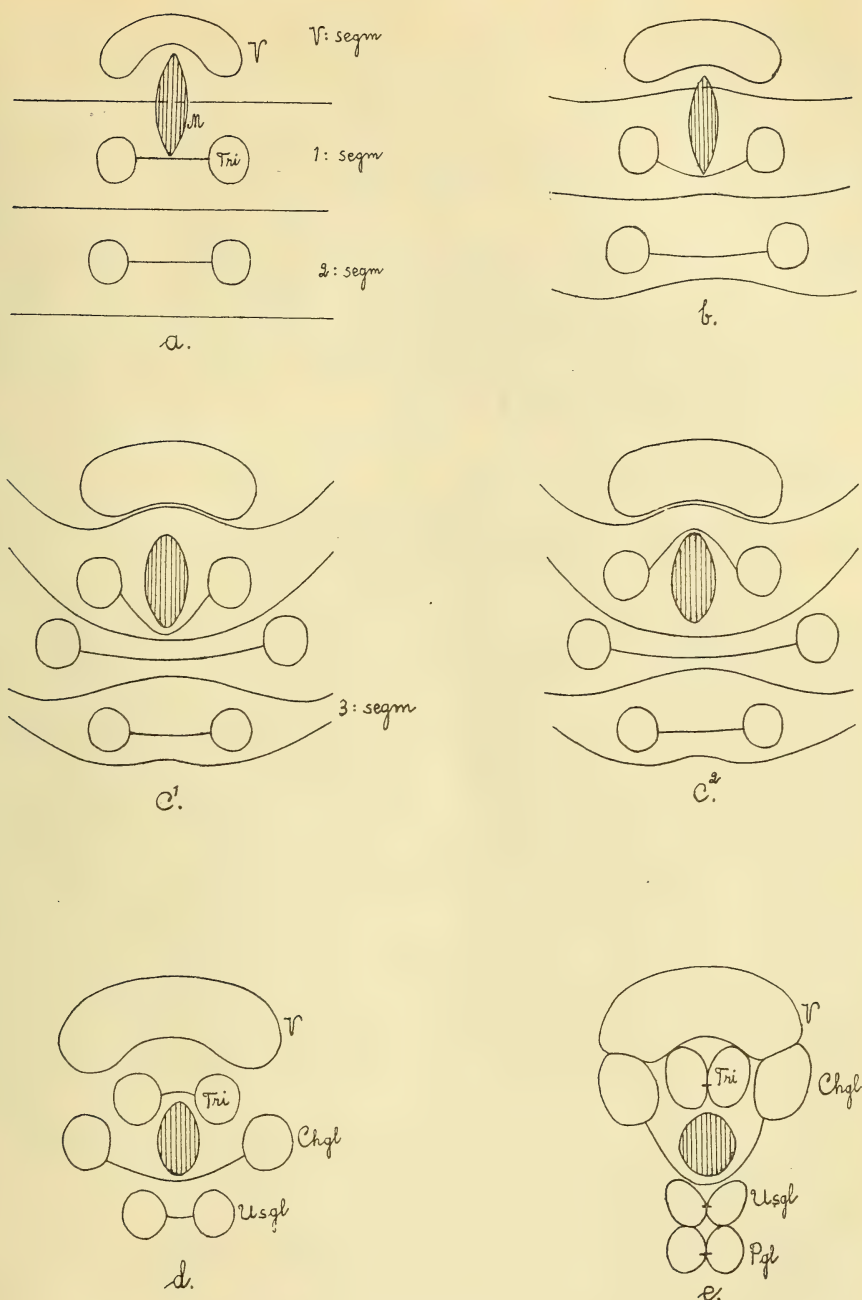 V: segm
V
M
Tri
1: segm
2: segm
a.
b.
3: segm
C¹.
C².
V
Tri
Chgl
Usgl
d.
V
Tri
Chgl
Usgl
Pgl
e.